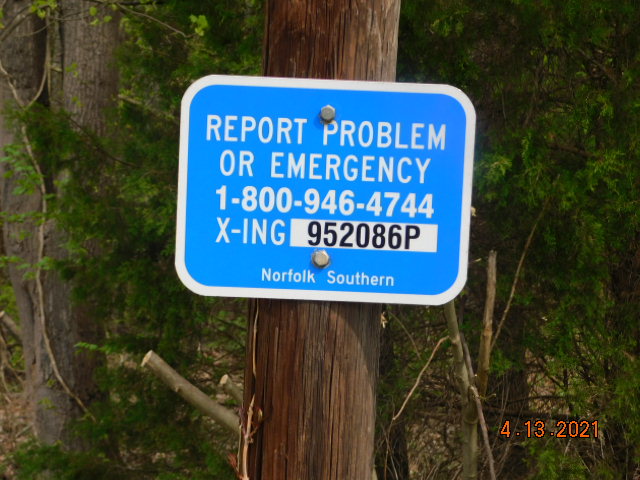 REPORT PROBLEM
OR EMERGENCY
1-800-946-4744
X-ING 952086P
Norfolk Southern
4.13.2021